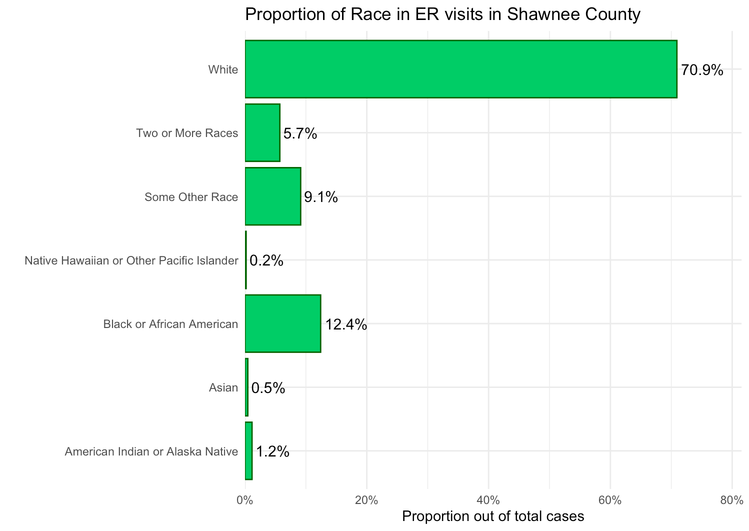 Proportion of Race in ER visits in Shawnee County
White
70.9%
Two or More Races
5.7%
Some Other Race
9.1%
Native Hawaiian or Other Pacific Islander
0.2%
Black or African American
12.4%
Asian
0.5%
American Indian or Alaska Native
1.2%
0%
20%
40%
60%
80%
Proportion out of total cases